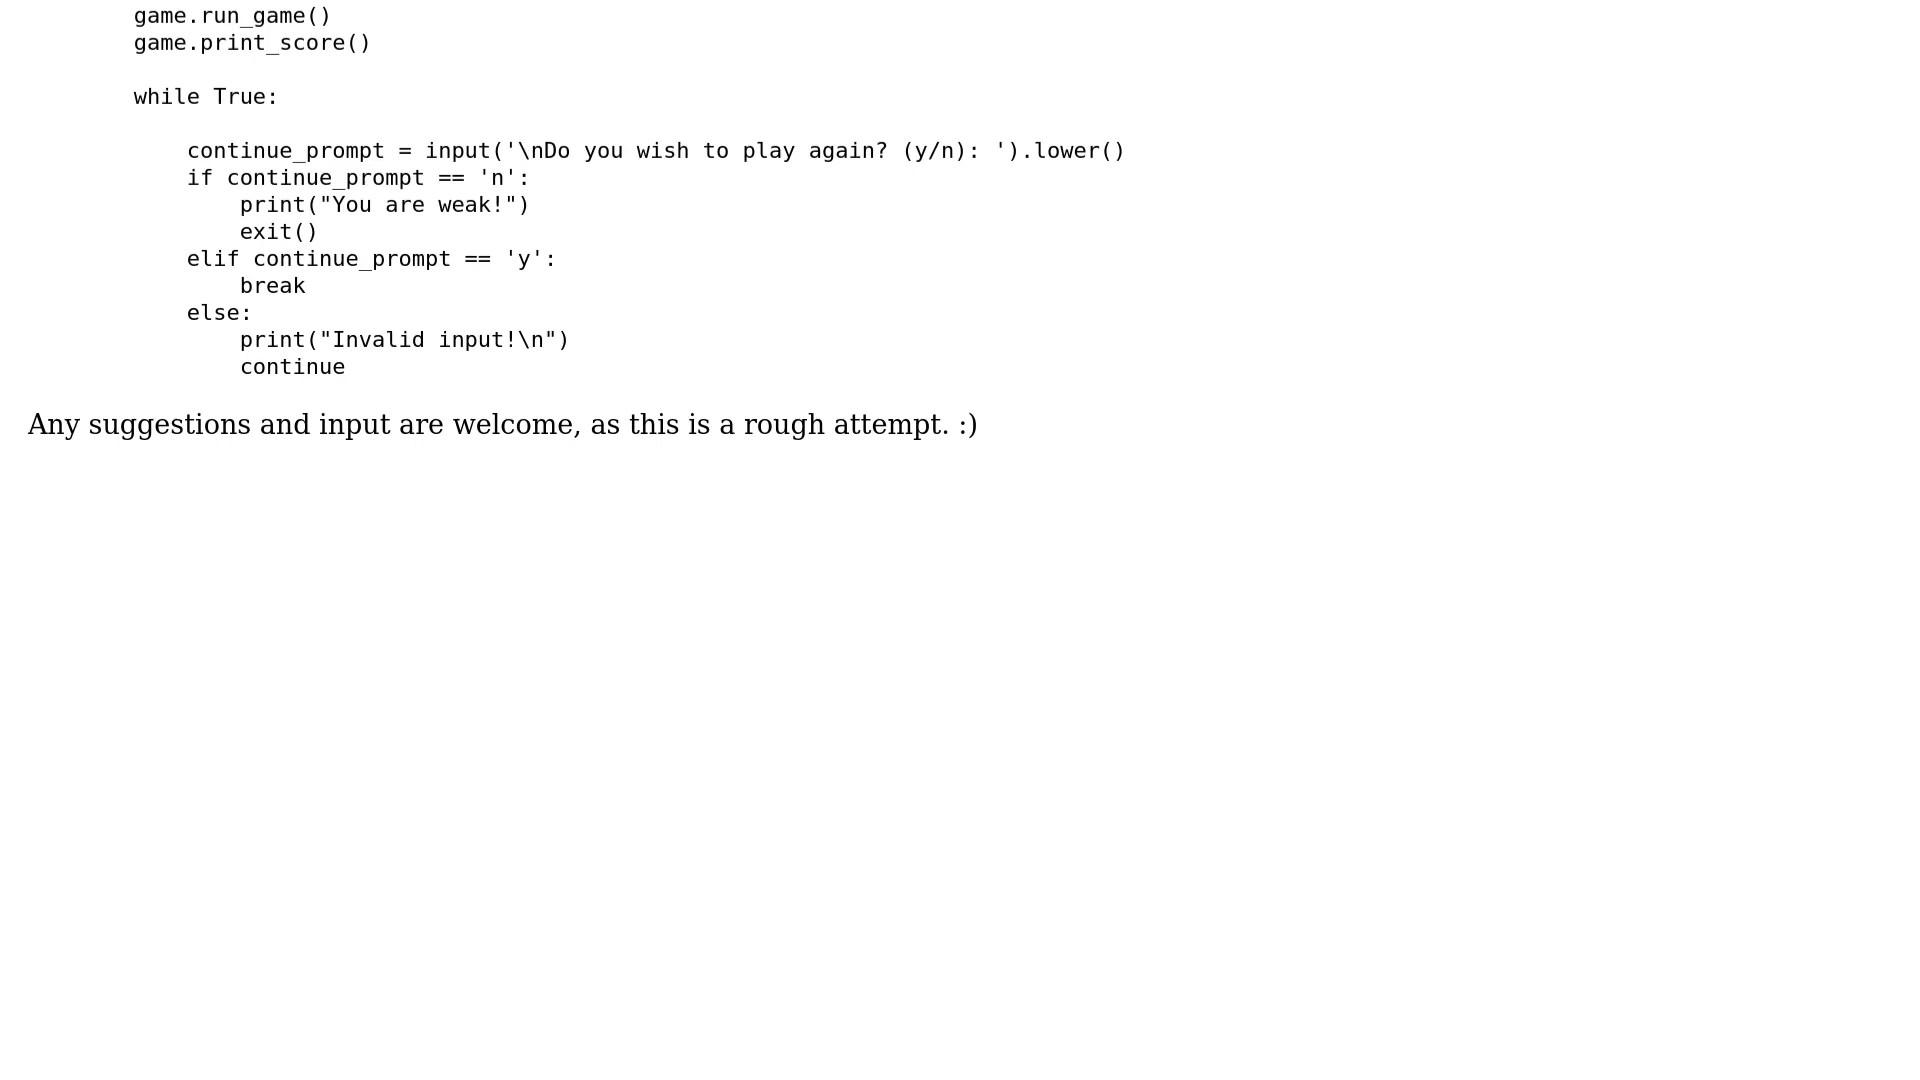 game.run_game()
game.print_score()
while True:
continue_prompt = input('\nDo you wish to play again? (y/n): ').lower()
if continue_prompt == 'n':
print("You are weak!")
exit()
elif continue_prompt == 'y':
break
else:
print("Invalid input!\n")
continue
Any suggestions and input are welcome, as this is a rough attempt. :)